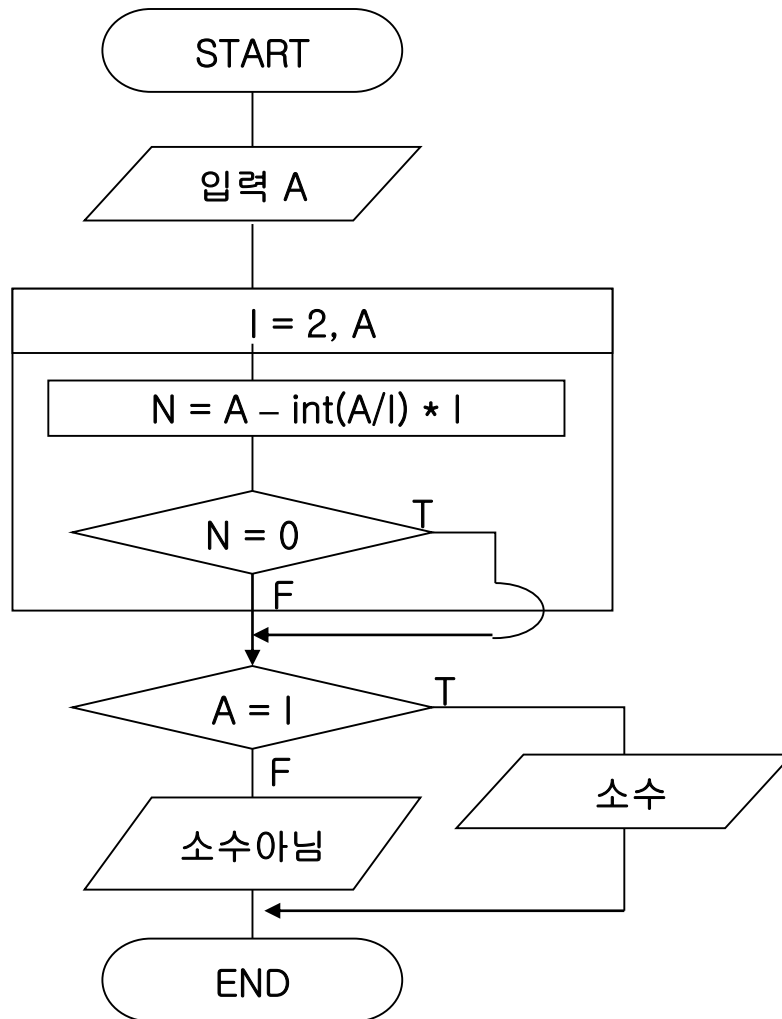 START
입력 A
I = 2, A
N = A – int(A/I) * I
N = 0
T
F
A = I
T
F
소수
소수아님
END